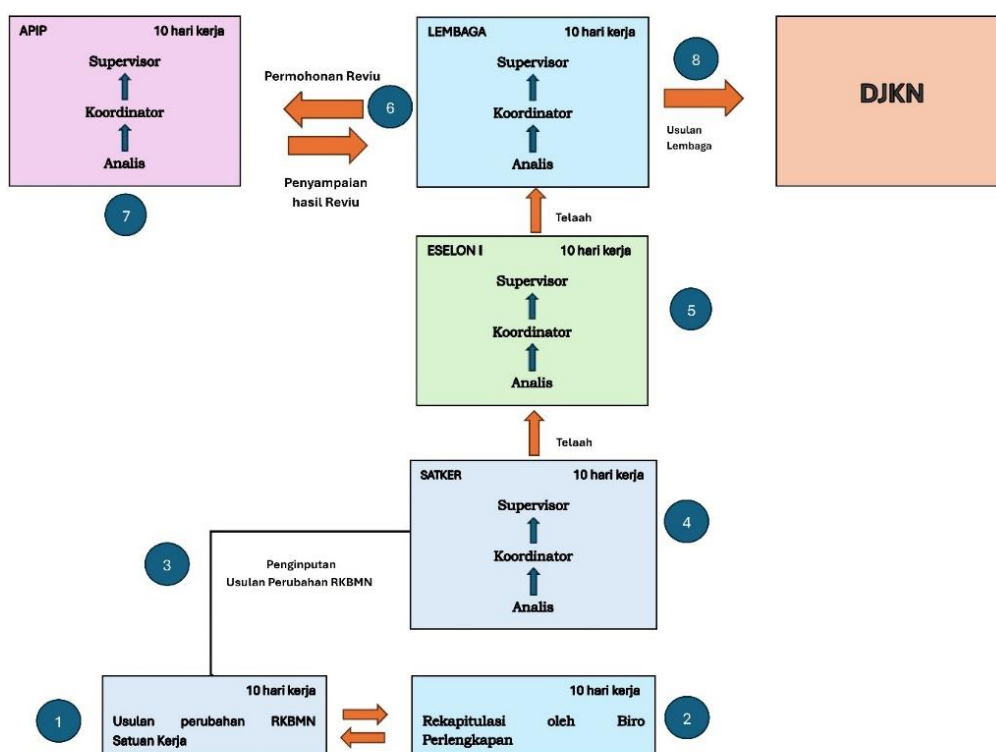 APIP 10 hari kerja
Supervisor
Koordinator
Analis
7
Permohonan Reviu
6
Penyampaian
hasil Reviu
LEMBAGA 10 hari kerja
Supervisor
Koordinator
Analis
8
Usulan
Lembaga
DJKN
Telaah
ESELON I 10 hari kerja
Supervisor
Koordinator
Analis
5
Telaah
SATKER 10 hari kerja
Supervisor
Koordinator
Analis
4
3
Penginputan
Usulan Perubahan RKBMN
10 hari kerja
1
Usulan perubahan RKBMN
Satuan Kerja
10 hari kerja
Rekapitulasi oleh Biro
Perlengkapan
2